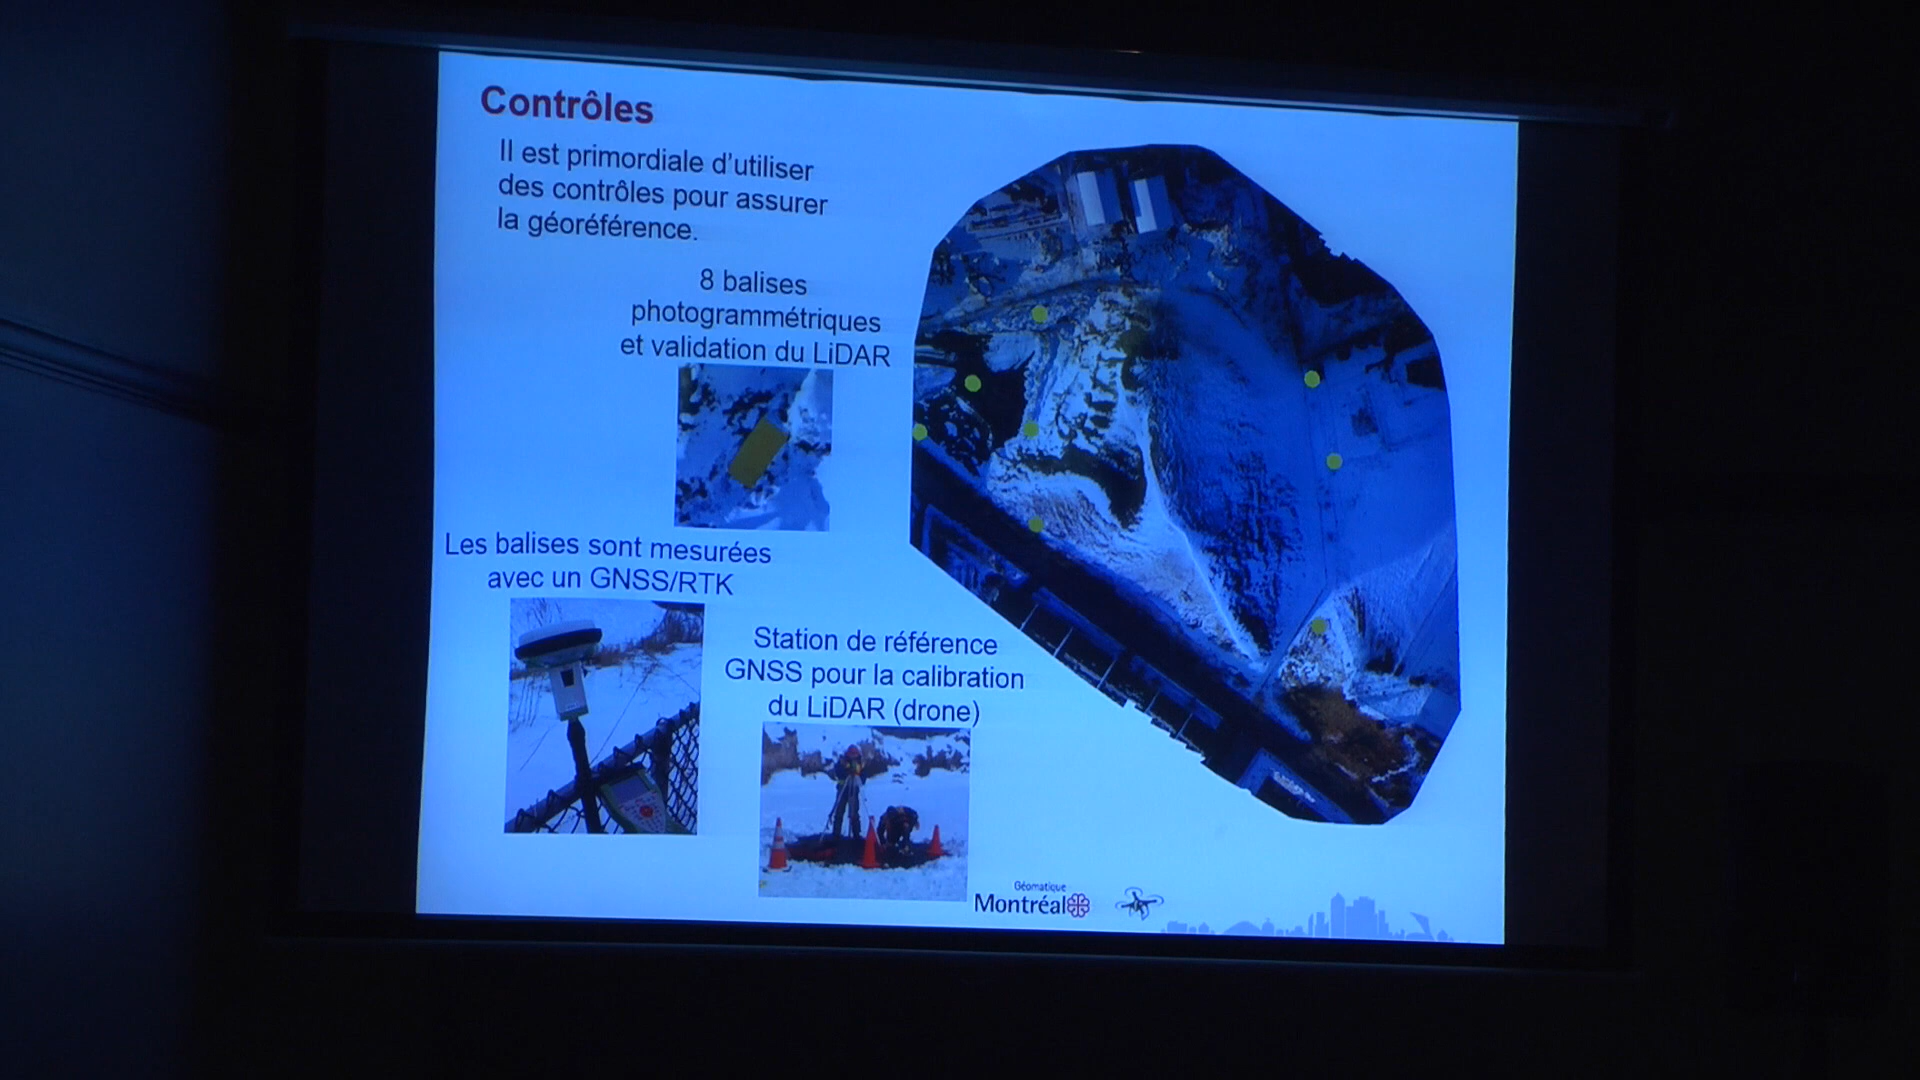 Contrôles
Il est primordiale d'utiliser
des contrôles pour assurer
la géoréférence.
8 balises
photogrammétriques
et validation du LiDAR
Les balises sont mesurées
avec un GNSS/RTK
Station de référence
GNSS pour la calibration
du LiDAR (drone)
Géomatique
Montréal